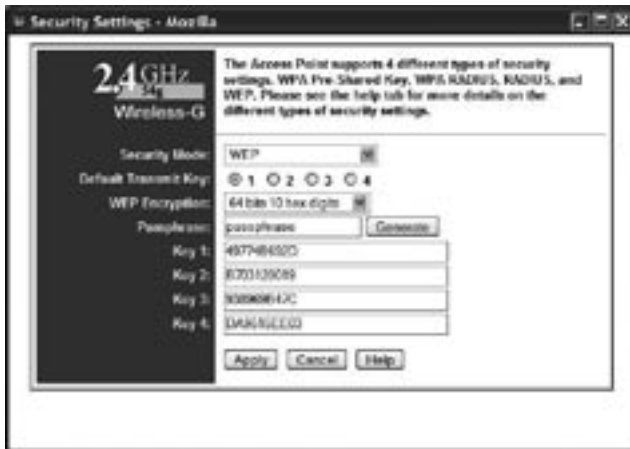 Security Settings - Mozilla
2.4GHz
54g
Wireless-G
The Access Point supports 4 different types of security
settings. WPA Pre-Shared Key, WPA RADIUS, RADIUS, and
WEP. Please see the help tab for more details on the
different types of security settings.
Security Mode: WEP
Default Transmit Key: 1 2 3 4
WEP Encryption: 64 bits 10 hex digits
Passphrase: passphrase Generate
Key 1:
Key 2:
Key 3:
Key 4:
Apply Cancel Help